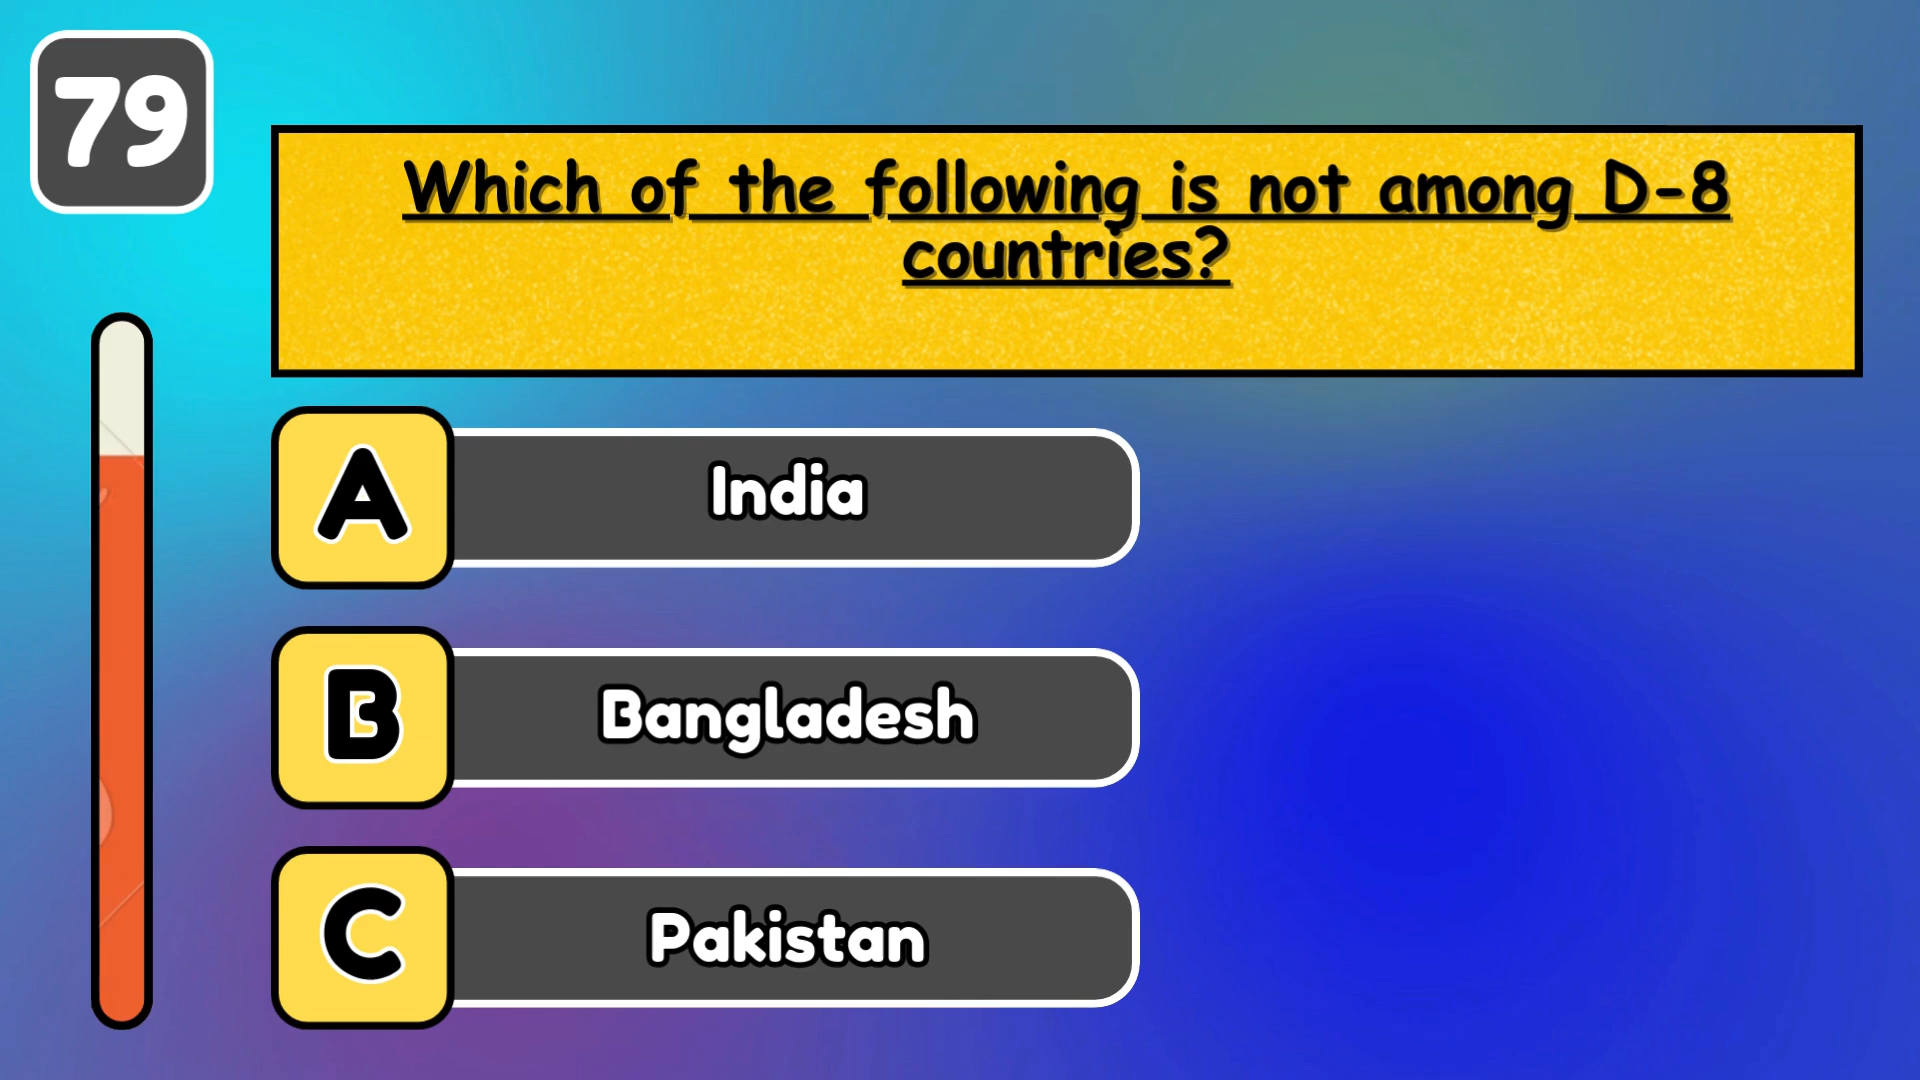 79
Which of the following is not among D-8
countries?
A
India
B
Bangladesh
C
Pakistan